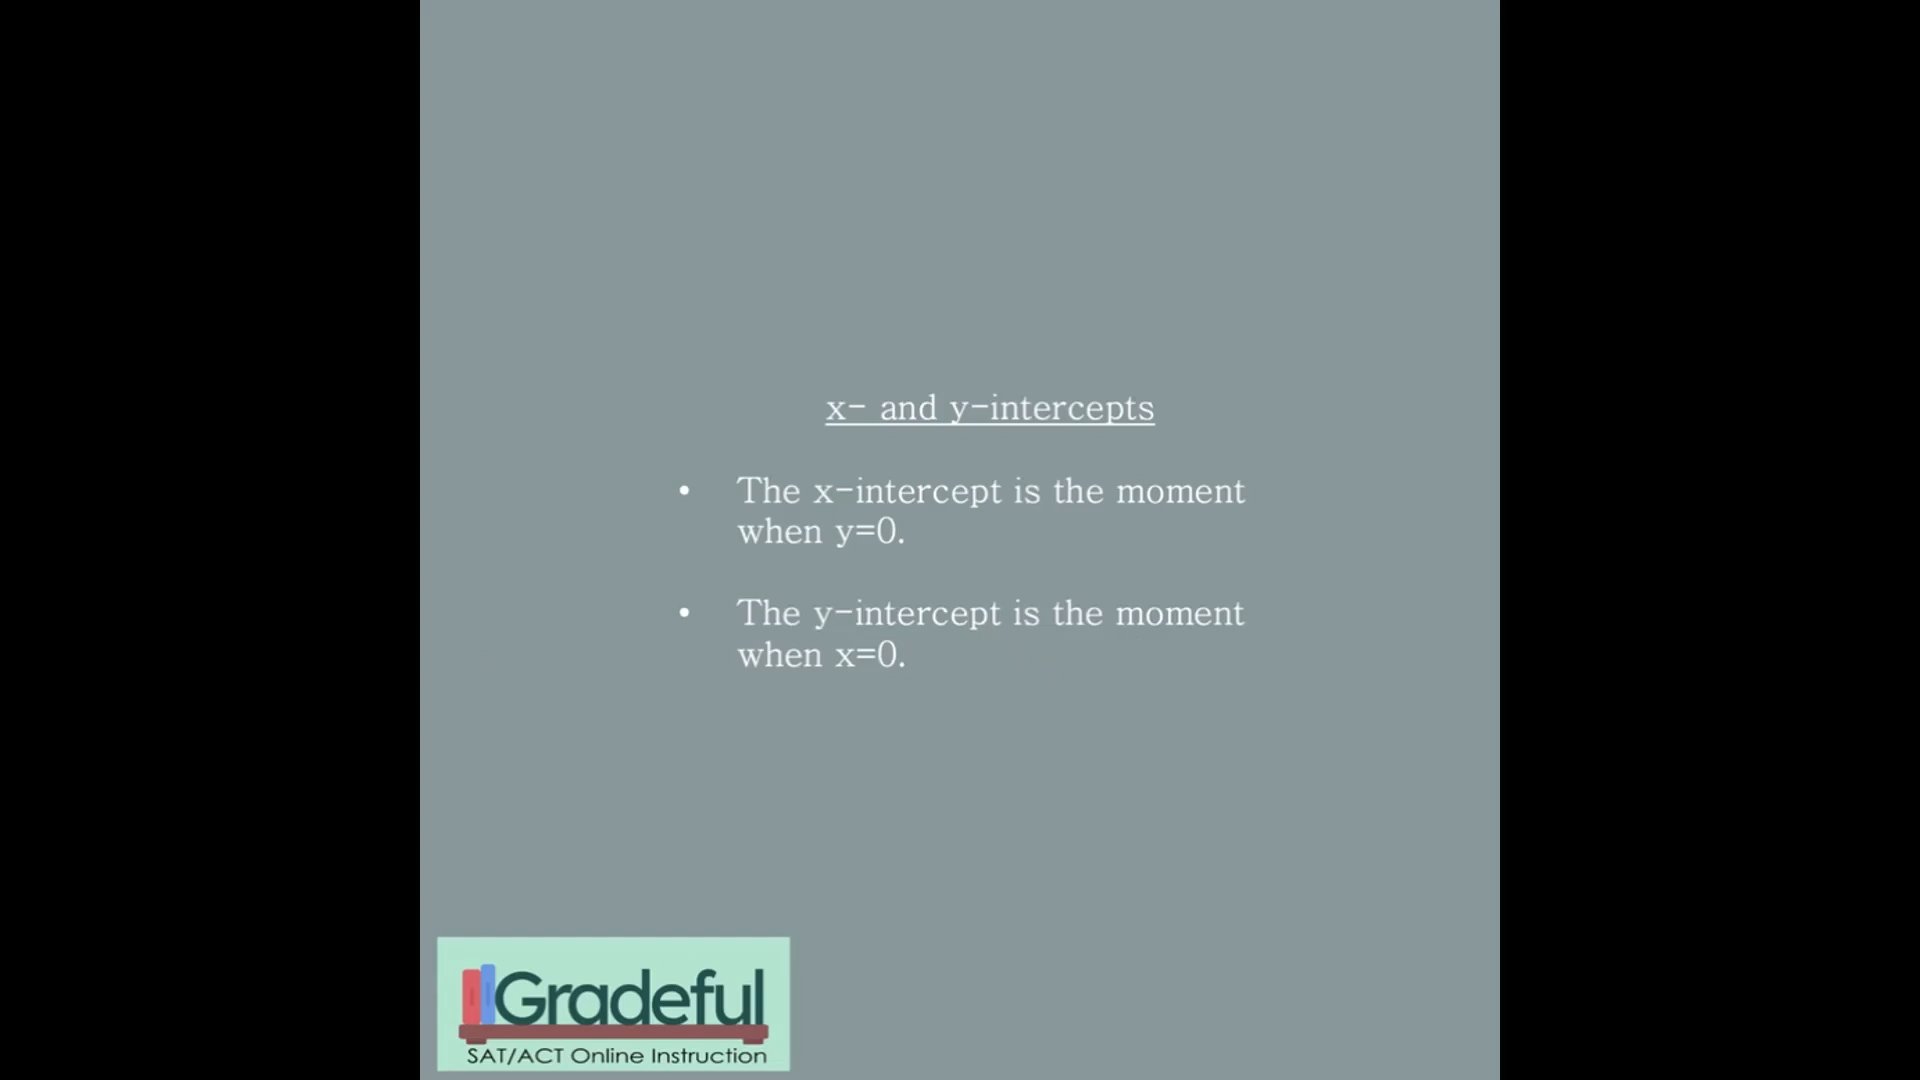 x- and y-intercepts
• The x-intercept is the moment
when y=0.
• The y-intercept is the moment
when x=0.
Gradeful
SAT/ACT Online Instruction